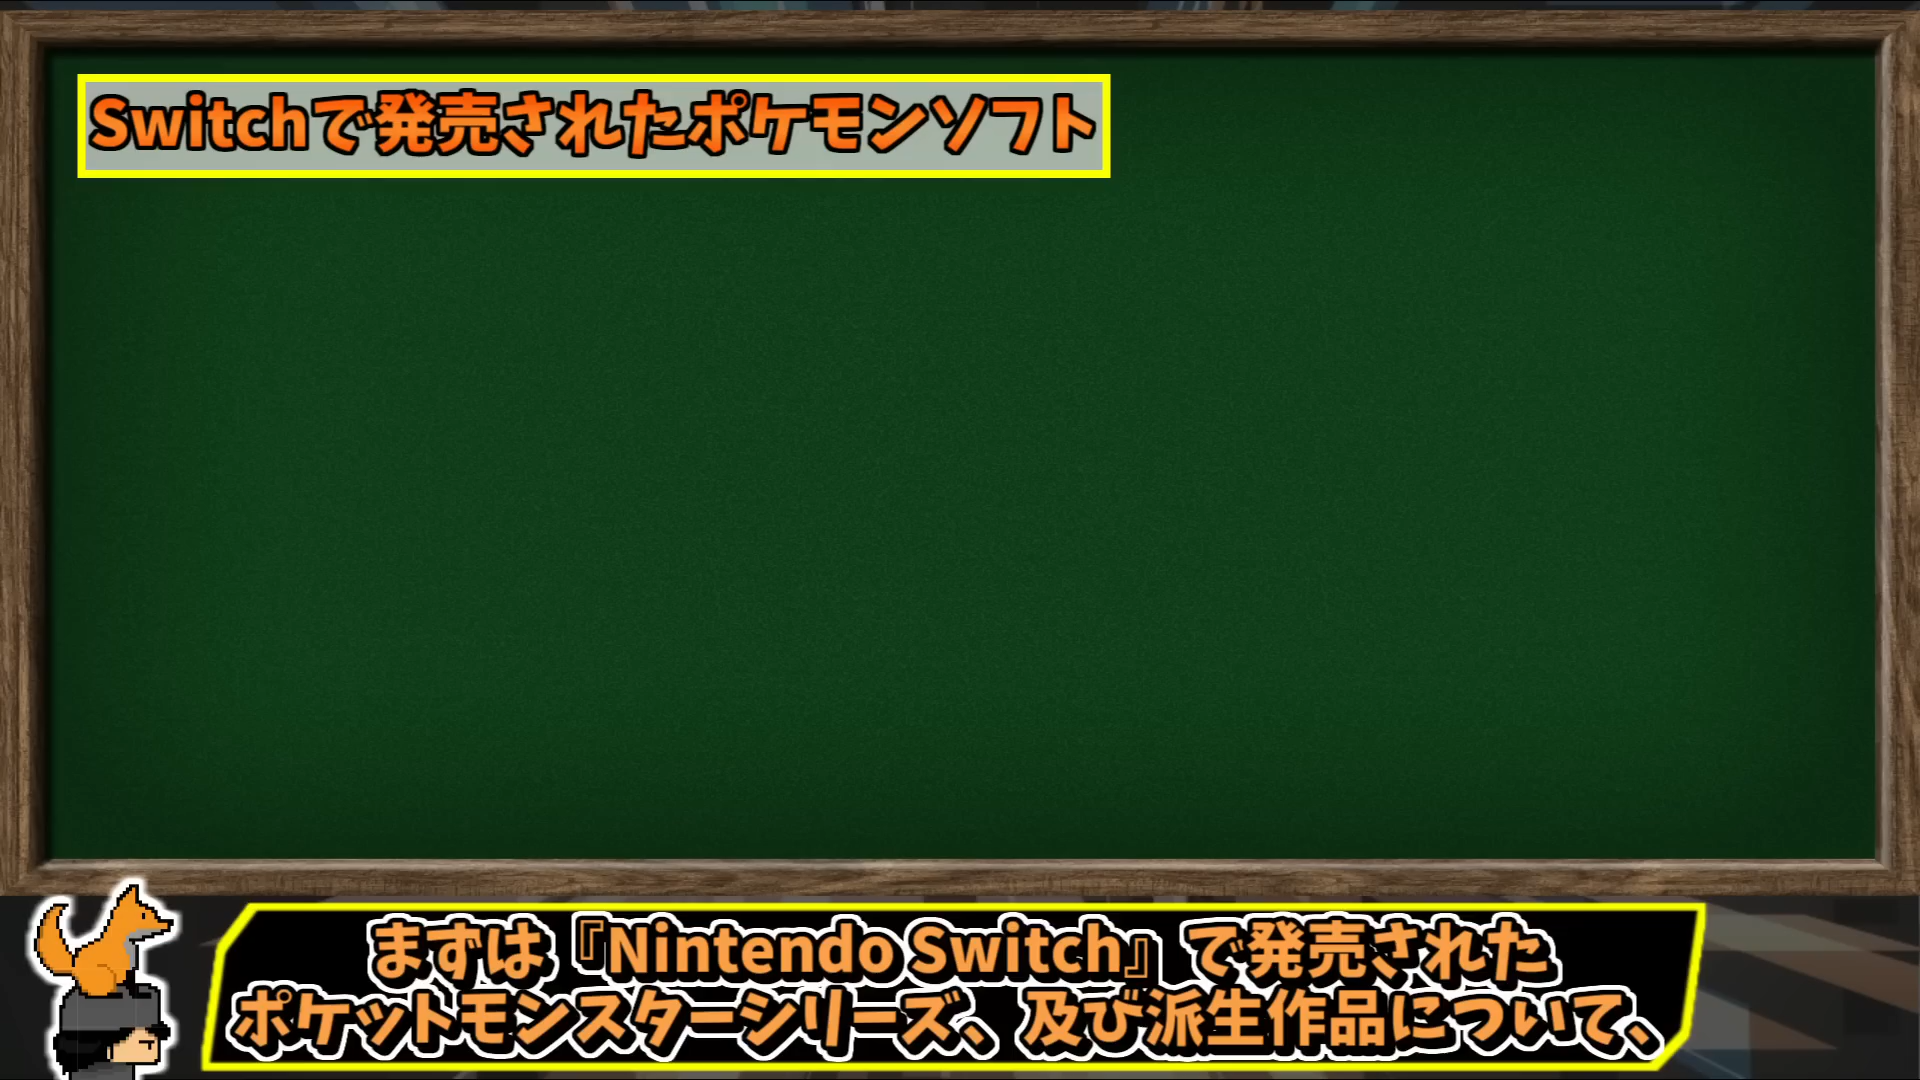 Switchで発売されたポケモンソフト
まずは『Nintendo Switch』で発売された
ポケットモンスターシリーズ、及び派生作品について、